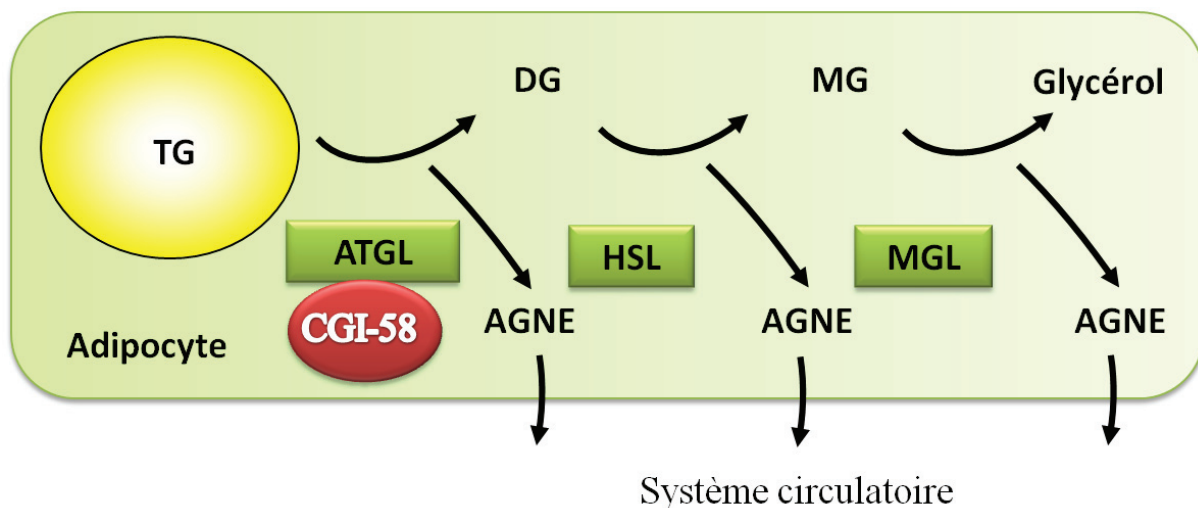 DG
MG
Glycérol
TG
ATGL
HSL
MGL
CGI-58
AGNE
AGNE
AGNE
Adipocyte
Système circulatoire